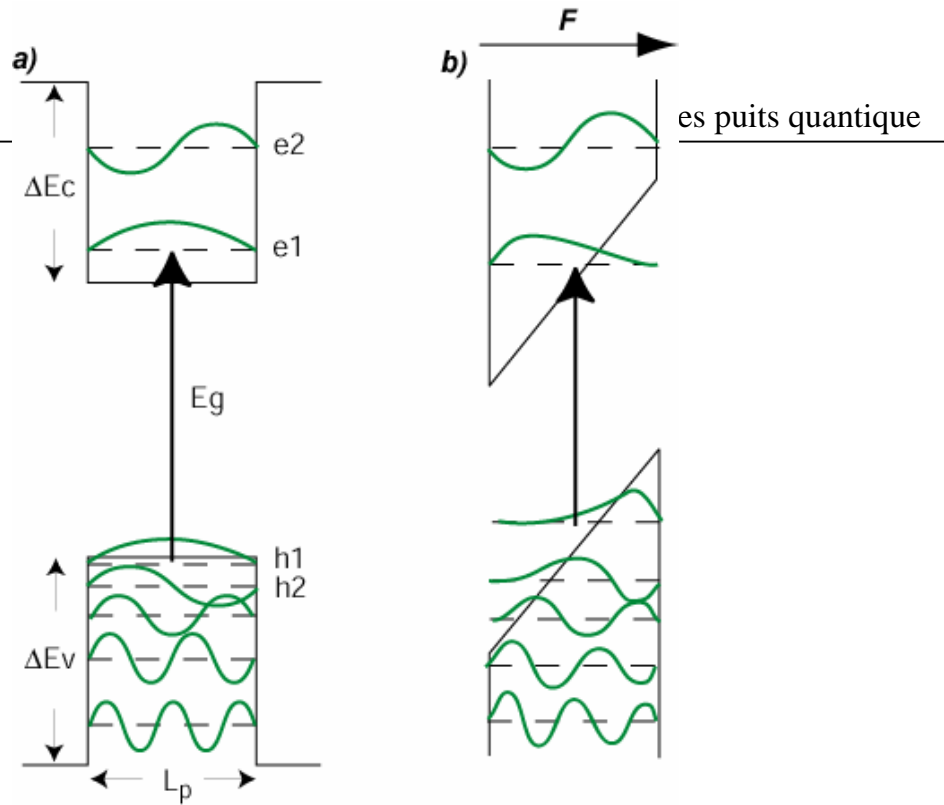 F
a)
b)
es puits quantique
e2
ΔEc
e1
Eg
h1
h2
ΔEv
Lp